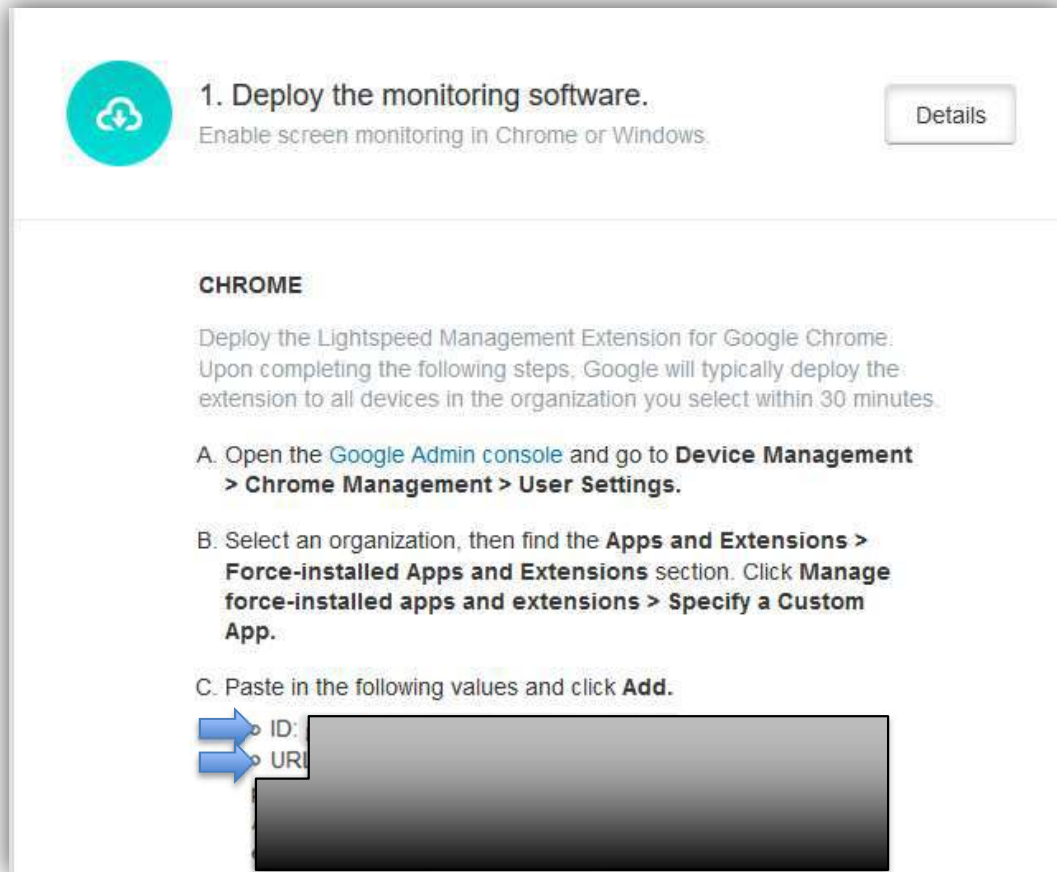 1. Deploy the monitoring software.
Enable screen monitoring in Chrome or Windows.
Details
CHROME
Deploy the Lightspeed Management Extension for Google Chrome.
Upon completing the following steps, Google will typically deploy the
extension to all devices in the organization you select within 30 minutes.
A. Open the Google Admin console and go to Device Management
> Chrome Management > User Settings.
B. Select an organization, then find the Apps and Extensions >
Force-installed Apps and Extensions section. Click Manage
force-installed apps and extensions > Specify a Custom
App.
C. Paste in the following values and click Add.
ID:
URL